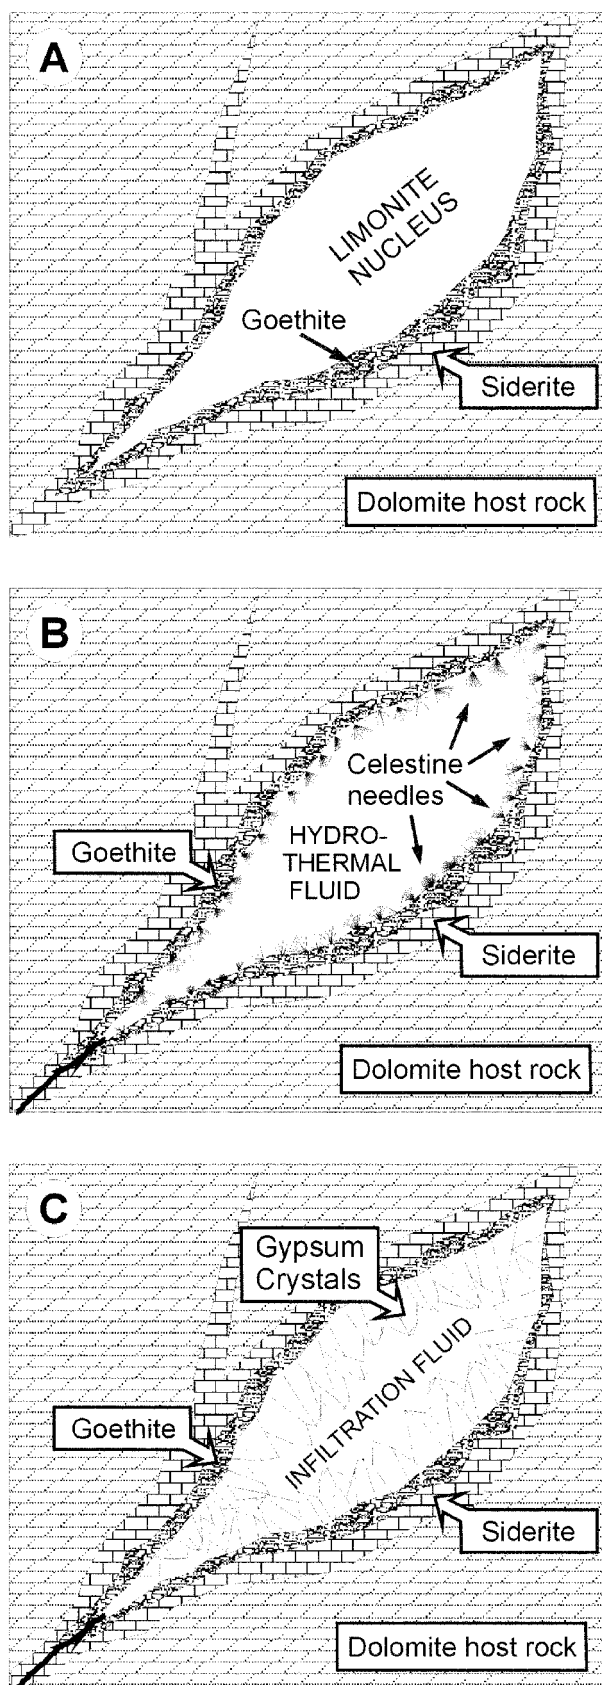 A
LIMONITE
NUCLEUS
Goethite
Siderite
Dolomite host rock
B
Celestine
needles
Goethite
HYDRO-
THERMAL
FLUID
Siderite
Dolomite host rock
C
Gypsum
Crystals
INFILTRATION FLUID
Goethite
Siderite
Dolomite host rock